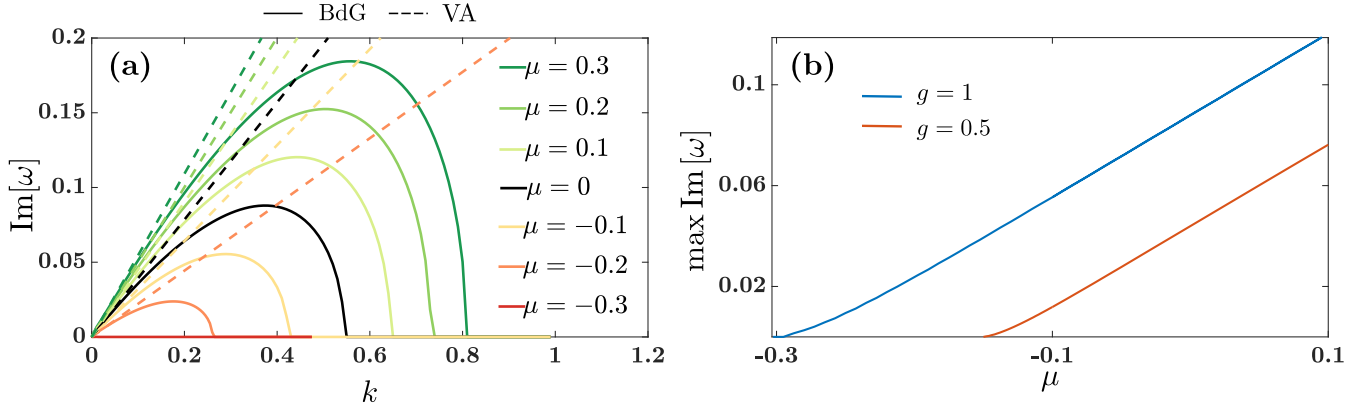 BdG VA
(a)
Im[ω]
0.2
0.15
0.1
0.05
0
μ = 0.3
μ = 0.2
μ = 0.1
μ = 0
μ = −0.1
μ = −0.2
μ = −0.3
0 0.2 0.4 0.6 0.8 1 1.2
k
(b)
max Im [ω]
0.1
0.06
0.02
g = 1
g = 0.5
-0.3 -0.1 0.1
μ